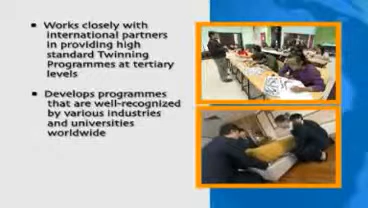 ▪ Works closely with
international partners
in providing high
standard Twinning
Programmes at tertiary
levels
▪ Develops programmes
that are well-recognized
by various industries
and universities
worldwide